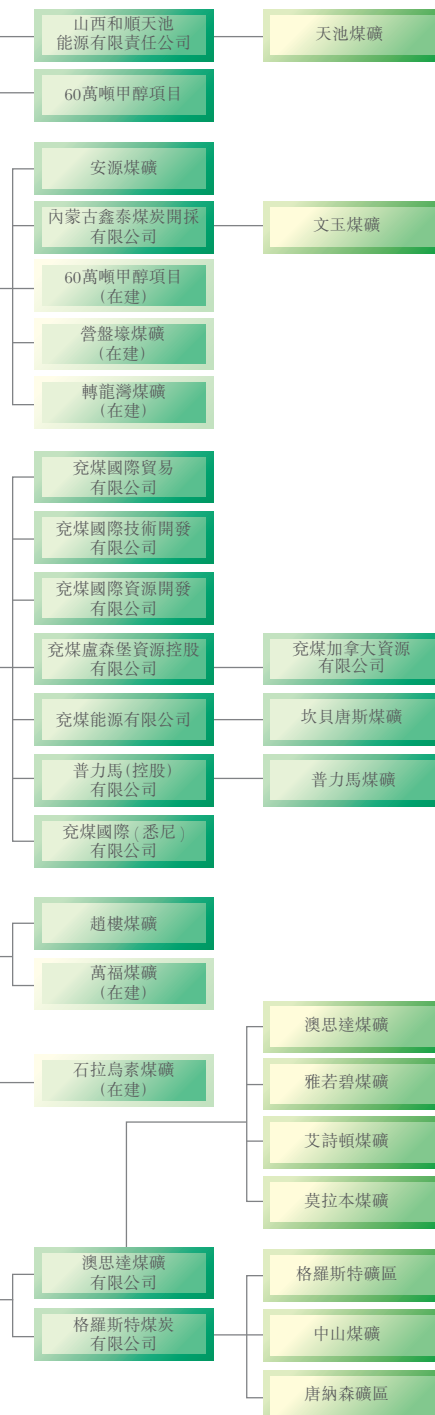 山西和順天池
能源有限責任公司
天池煤礦
60萬噸甲醇項目
安源煤礦
內蒙古鑫泰煤炭開採
有限公司
文玉煤礦
60萬噸甲醇項目
(在建)
營盤壕煤礦
(在建)
轉龍灣煤礦
(在建)
兗煤國際貿易
有限公司
兗煤國際技術開發
有限公司
兗煤國際資源開發
有限公司
兗煤盧森堡資源控股
有限公司
兗煤加拿大資源
有限公司
兗煤能源有限公司
坎貝唐斯煤礦
普力馬(控股)
有限公司
普力馬煤礦
兗煤國際(悉尼)
有限公司
趙樓煤礦
萬福煤礦
(在建)
石拉烏素煤礦
(在建)
澳思達煤礦
雅若碧煤礦
艾詩頓煤礦
莫拉本煤礦
澳思達煤礦
有限公司
格羅斯特煤炭
有限公司
格羅斯特礦區
中山煤礦
唐納森礦區